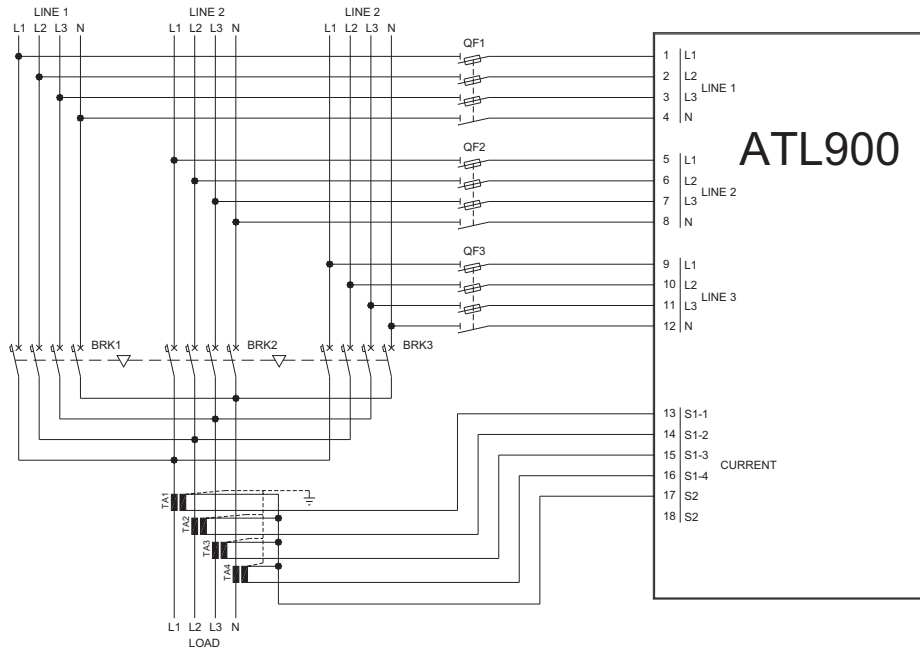 LINE 1 LINE 2 LINE 2
L1 L2 L3 N L1 L2 L3 N L1 L2 L3 N
QF1
1 L1
2 L2
3 L3
4 N
LINE 1
ATL900
QF2
5 L1
6 L2
7 L3
8 N
LINE 2
QF3
9 L1
10 L2
11 L3
12 N
LINE 3
BRK1 BRK2 BRK3
13 S1-1
14 S1-2
15 S1-3
16 S1-4
17 S2
18 S2
CURRENT
TA1
TA2
TA3
TA4
L1 L2 L3 N
LOAD